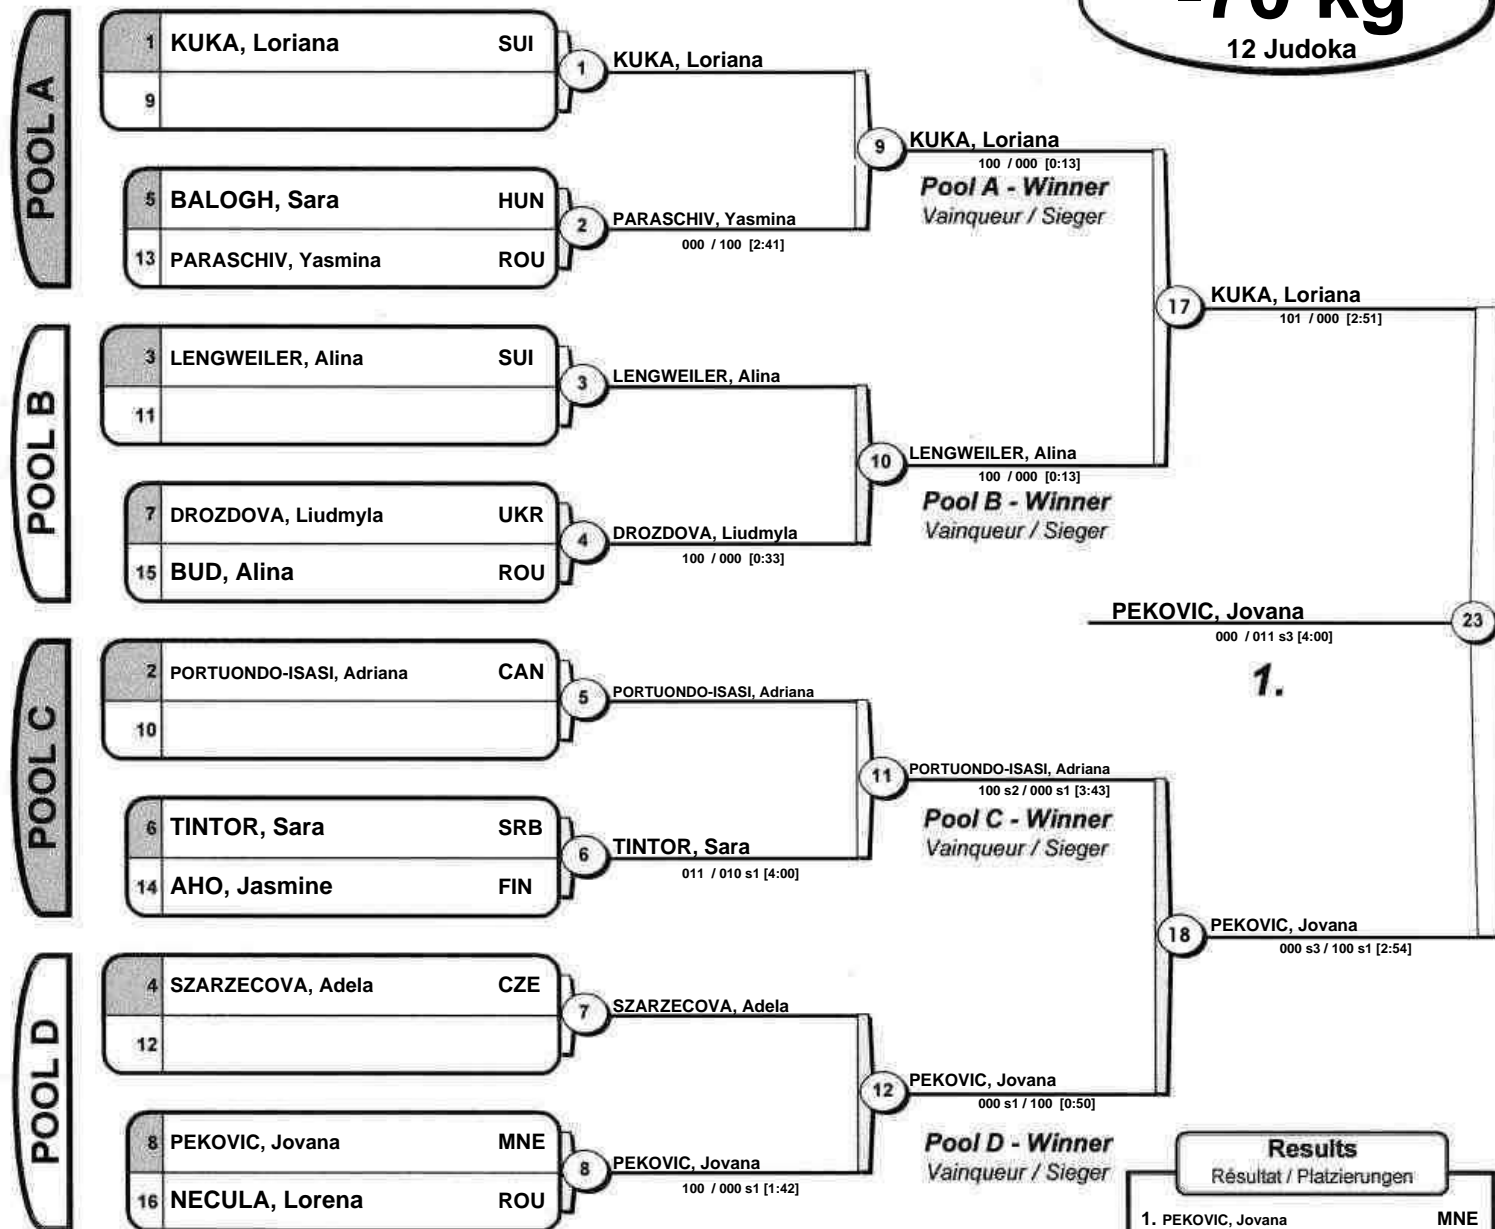 -70 kg
12 Judoka
POOL A
1 KUKA, Loriana SUI
9
5 BALOGH, Sara HUN
13 PARASCHIV, Yasmina ROU
1 KUKA, Loriana
2 PARASCHIV, Yasmina
000 / 100 [2:41]
9 KUKA, Loriana
100 / 000 [0:13]
Pool A - Winner
Vainqueur / Sieger
POOL B
3 LENGWEILER, Alina SUI
11
7 DROZDOVA, Liudmyla UKR
15 BUD, Alina ROU
3 LENGWEILER, Alina
4 DROZDOVA, Liudmyla
100 / 000 [0:33]
10 LENGWEILER, Alina
100 / 000 [0:13]
Pool B - Winner
Vainqueur / Sieger
17 KUKA, Loriana
101 / 000 [2:51]
PEKOVIC, Jovana 23
000 / 011 s3 [4:00]
1.
POOL C
2 PORTUONDO-ISASI, Adriana CAN
10
6 TINTOR, Sara SRB
14 AHO, Jasmine FIN
5 PORTUONDO-ISASI, Adriana
6 TINTOR, Sara
011 / 010 s1 [4:00]
11 PORTUONDO-ISASI, Adriana
100 s2 / 000 s1 [3:43]
Pool C - Winner
Vainqueur / Sieger
POOL D
4 SZARZECOVA, Adela CZE
12
8 PEKOVIC, Jovana MNE
16 NECULA, Lorena ROU
7 SZARZECOVA, Adela
8 PEKOVIC, Jovana
100 / 000 s1 [1:42]
12 PEKOVIC, Jovana
000 s1 / 100 [0:50]
Pool D - Winner
Vainqueur / Sieger
18 PEKOVIC, Jovana
000 s3 / 100 s1 [2:54]
Results
Résultat / Platzierungen
1. PEKOVIC, Jovana MNE